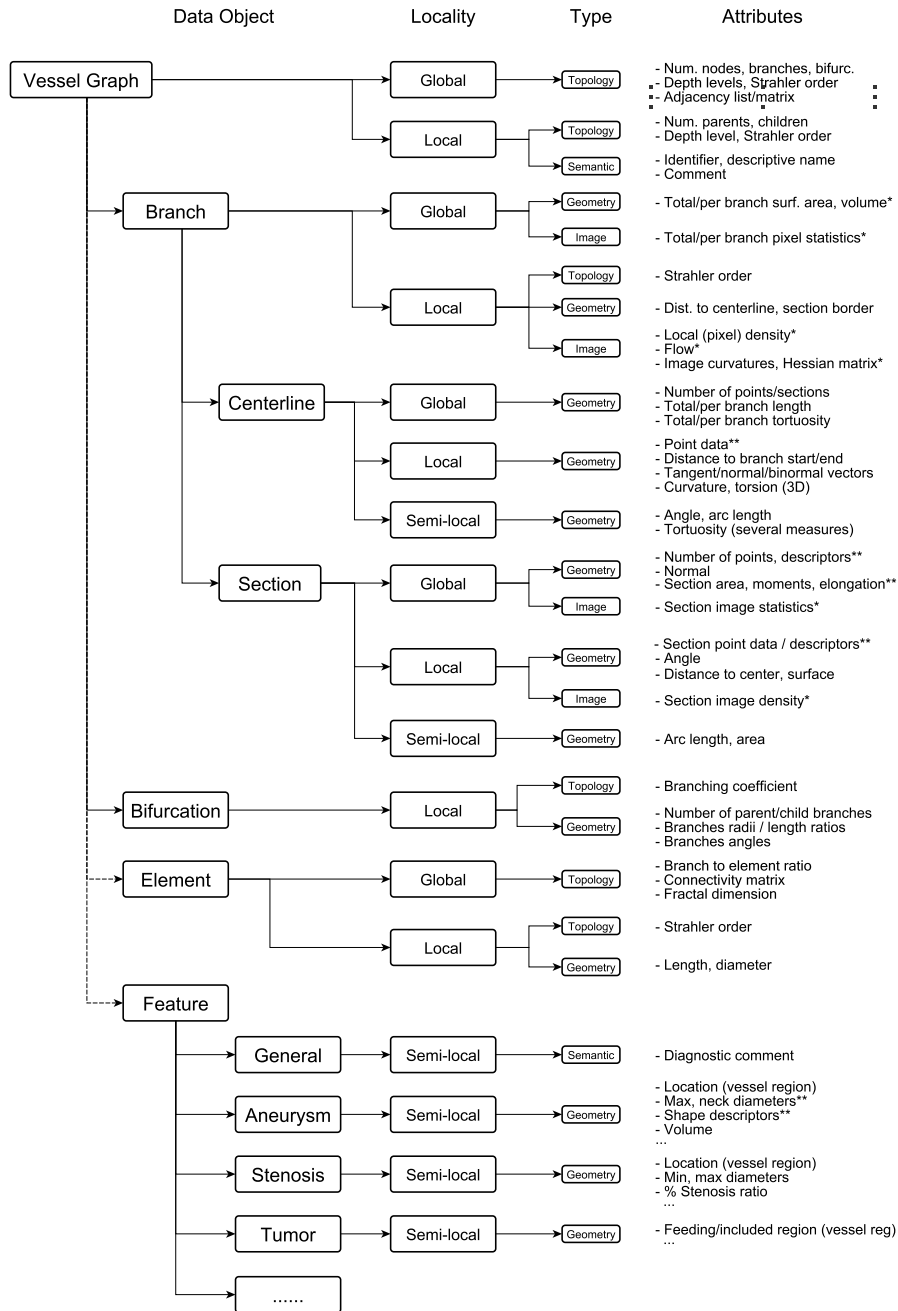 Data Object
Locality
Type
Attributes
Vessel Graph
Global
Topology
- Num. nodes, branches, bifurc.
- Depth levels, Strahler order
- Adjacency list/matrix
Local
Topology
- Num. parents, children
- Depth level, Strahler order
Semantic
- Identifier, descriptive name
- Comment
Branch
Global
Geometry
- Total/per branch surf. area, volume*
Image
- Total/per branch pixel statistics*
Local
Topology
- Strahler order
Geometry
- Dist. to centerline, section border
Image
- Local (pixel) density*
- Flow*
- Image curvatures, Hessian matrix*
Centerline
Global
Geometry
- Number of points/sections
- Total/per branch length
- Total/per branch tortuosity
Local
Geometry
- Point data**
- Distance to branch start/end
- Tangent/normal/binormal vectors
- Curvature, torsion (3D)
Semi-local
Geometry
- Angle, arc length
- Tortuosity (several measures)
Section
Global
Geometry
- Number of points, descriptors**
- Normal
- Section area, moments, elongation**
Image
- Section image statistics*
Local
Geometry
- Section point data / descriptors**
- Angle
- Distance to center, surface
Image
- Section image density*
Semi-local
Geometry
- Arc length, area
Bifurcation
Local
Topology
- Branching coefficient
Geometry
- Number of parent/child branches
- Branches radii / length ratios
- Branches angles
Element
Global
Topology
- Branch to element ratio
- Connectivity matrix
- Fractal dimension
Local
Topology
- Strahler order
Geometry
- Length, diameter
Feature
General
Semi-local
Semantic
- Diagnostic comment
Aneurysm
Semi-local
Geometry
- Location (vessel region)
- Max, neck diameters**
- Shape descriptors**
- Volume
...
Stenosis
Semi-local
Geometry
- Location (vessel region)
- Min, max diameters
- % Stenosis ratio
...
Tumor
Semi-local
Geometry
- Feeding/included region (vessel reg)
...
......